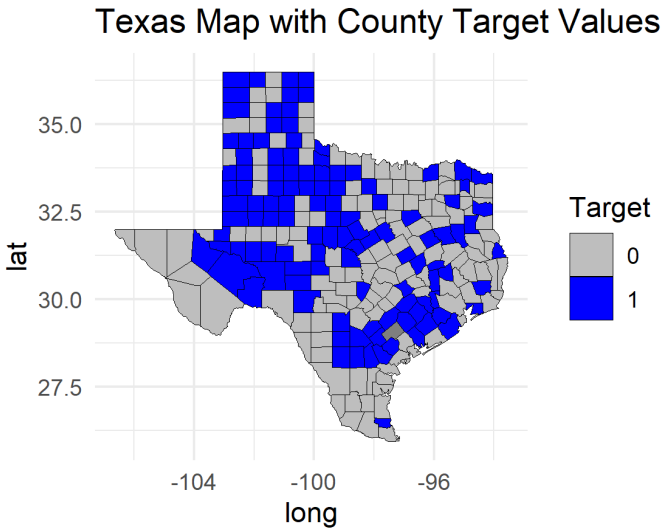 Texas Map with County Target Values
35.0
32.5
30.0
27.5
lat
-104
-100
-96
long
Target
0
1